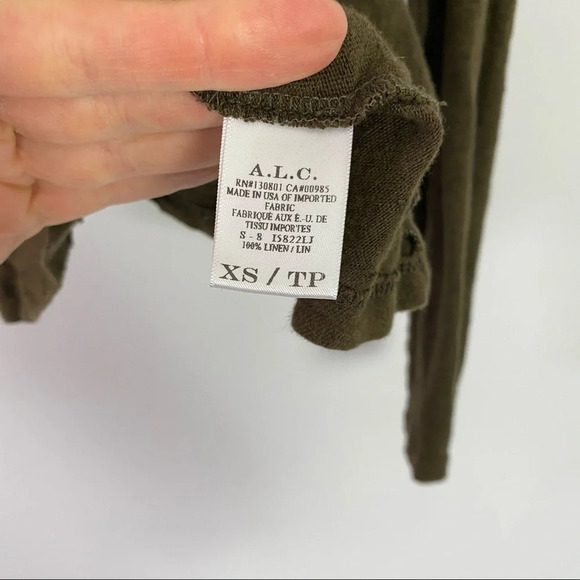 A.L.C.
RN#130801 CA#00985
MADE IN USA OF IMPORTED
FABRIC
FABRIQUÉ AUX É.-U. DE
TISSU IMPORTES
S - 8 I5822LJ
100% LINEN / LIN
XS / TP